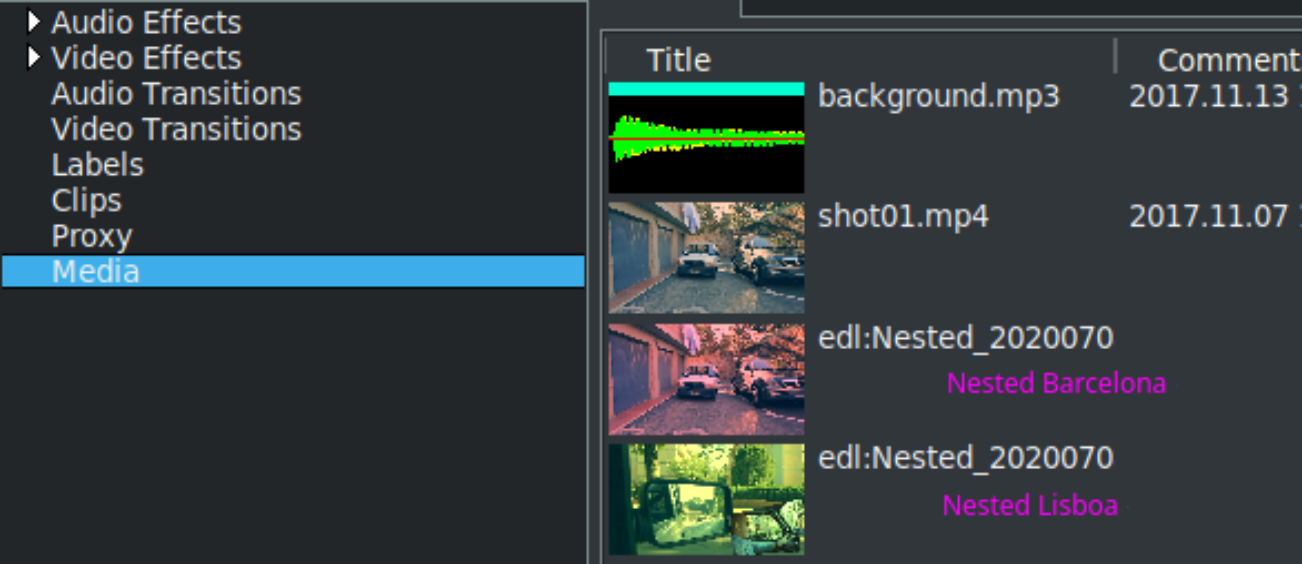 Audio Effects
Video Effects
Audio Transitions
Video Transitions
Labels
Clips
Proxy
Media
Title Comment
background.mp3 2017.11.13
shot01.mp4 2017.11.07
edl:Nested_2020070
Nested Barcelona
edl:Nested_2020070
Nested Lisboa